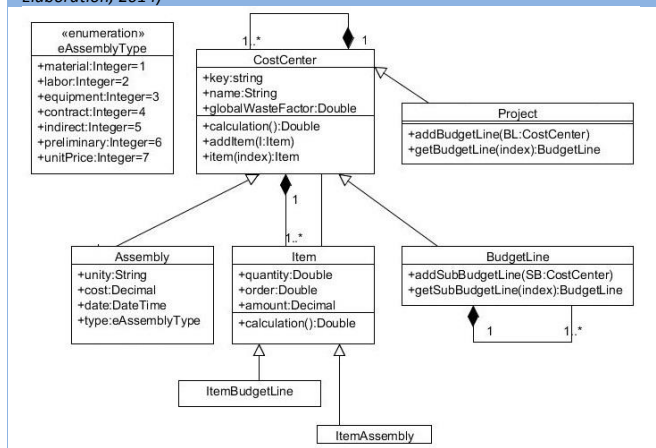 Elaboration, 2014)
«enumeration»
eAssemblyType
+material:Integer=1
+labor:Integer=2
+equipment:Integer=3
+contract:Integer=4
+indirect:Integer=5
+preliminary:Integer=6
+unitPrice:Integer=7
1..*
1
CostCenter
+key:string
+name:String
+globalWasteFactor:Double
+calculation():Double
+addItem(I:Item)
+item(index):Item
Project
+addBudgetLine(BL:CostCenter)
+getBudgetLine(index):BudgetLine
1
1..*
Assembly
+unity:String
+cost:Decimal
+date:DateTime
+type:eAssemblyType
Item
+quantity:Double
+order:Double
+amount:Decimal
+calculation():Double
BudgetLine
+addSubBudgetLine(SB:CostCenter)
+getSubBudgetLine(index):BudgetLine
1
1..*
ItemBudgetLine
ItemAssembly